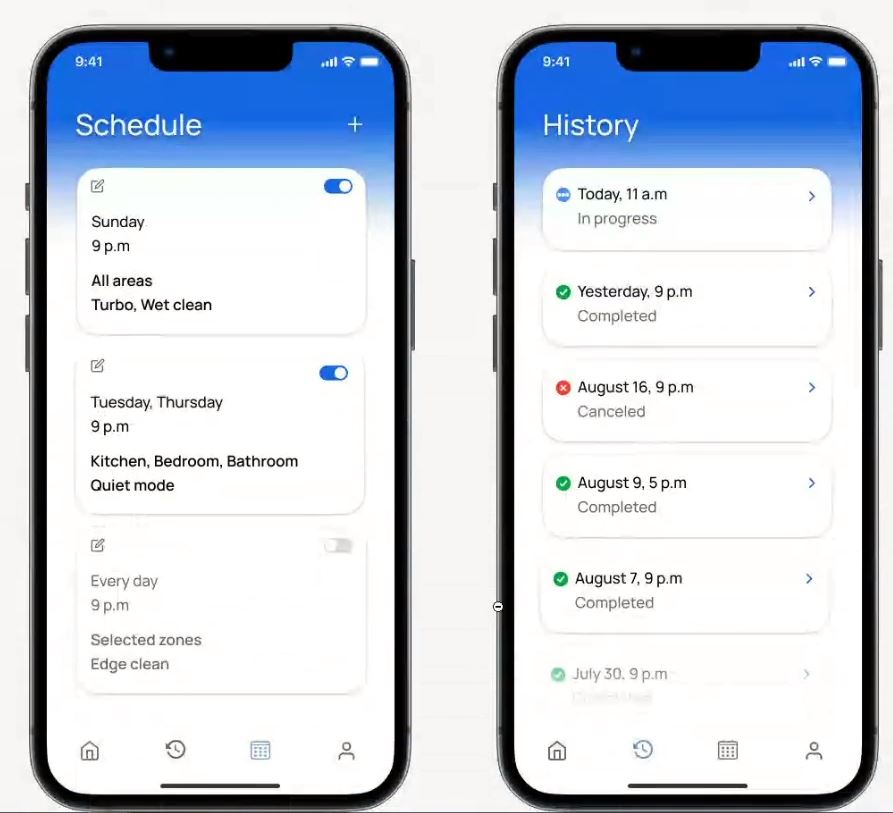 9:41
Schedule
Sunday
9 p.m
All areas
Turbo, Wet clean
Tuesday, Thursday
9 p.m
Kitchen, Bedroom, Bathroom
Quiet mode
Every day
9 p.m
Selected zones
Edge clean
9:41
History
Today, 11 a.m
In progress
Yesterday, 9 p.m
Completed
August 16, 9 p.m
Canceled
August 9, 5 p.m
Completed
August 7, 9 p.m
Completed
July 30, 9 p.m